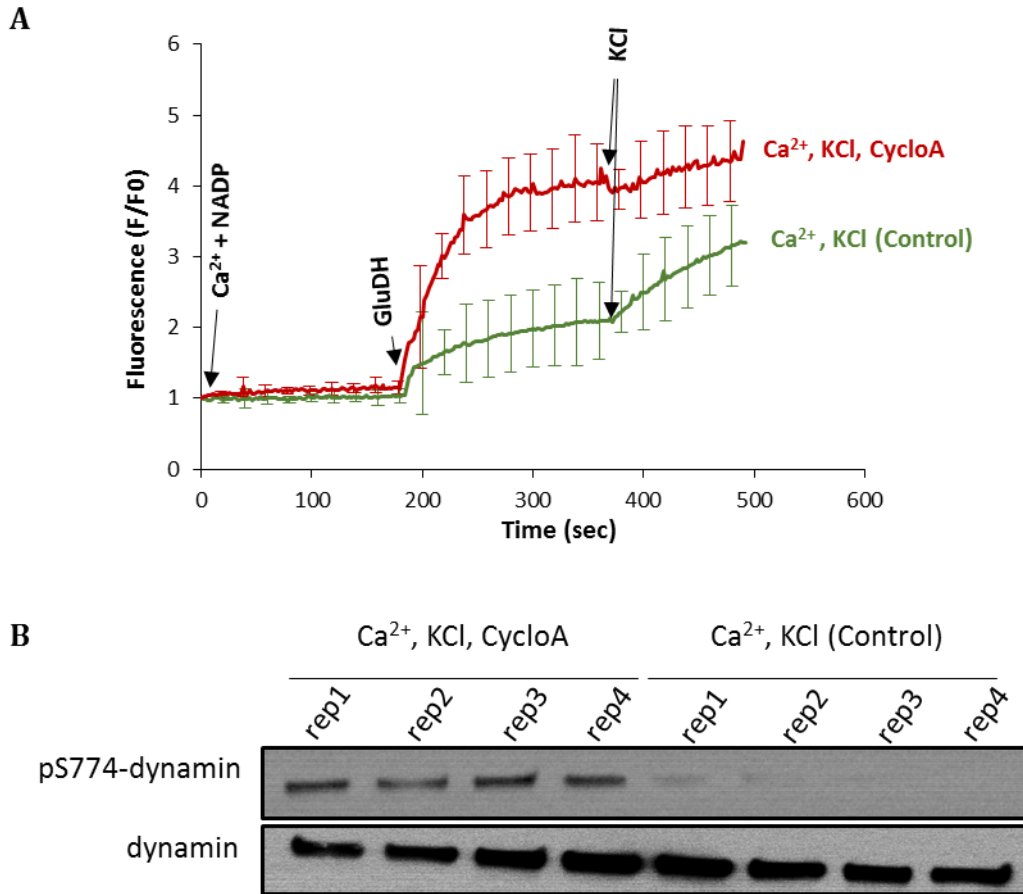 A
Fluorescence (F/F0)
6
5
4
3
2
1
0
Ca²⁺ + NADP
GluDH
KCl
Ca²⁺, KCl, CycloA
Ca²⁺, KCl (Control)
0 100 200 300 400 500 600
Time (sec)
B
Ca²⁺, KCl, CycloA Ca²⁺, KCl (Control)
rep1 rep2 rep3 rep4 rep1 rep2 rep3 rep4
pS774-dynamin
dynamin